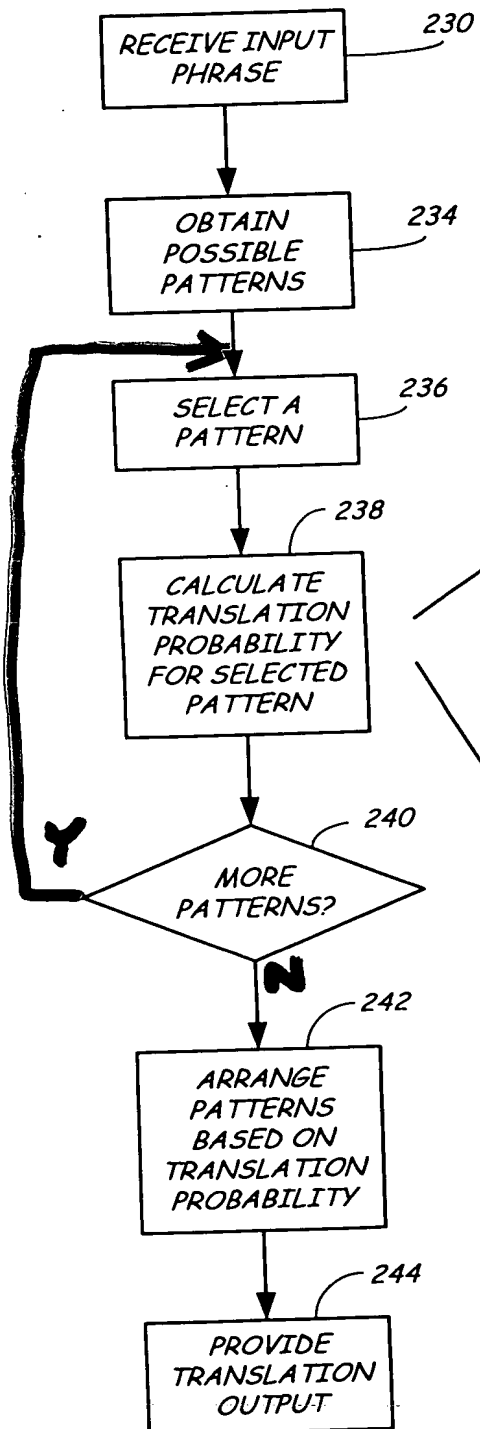 RECEIVE INPUT
PHRASE
230
OBTAIN
POSSIBLE
PATTERNS
234
SELECT A
PATTERN
236
238
CALCULATE
TRANSLATION
PROBABILITY
FOR SELECTED
PATTERN
240
Y
MORE
PATTERNS?
N
242
ARRANGE
PATTERNS
BASED ON
TRANSLATION
PROBABILITY
244
PROVIDE
TRANSLATION
OUTPUT